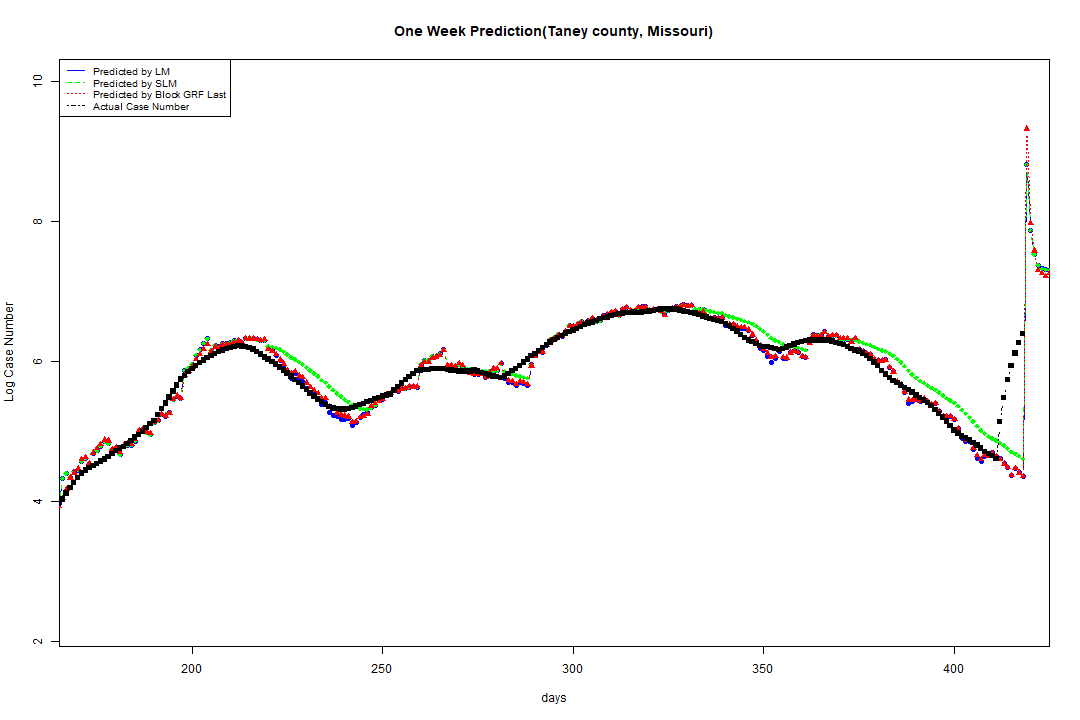 One Week Prediction(Taney county, Missouri)
Predicted by LM
Predicted by SLM
Predicted by Block GRF Last
Actual Case Number
10
8
6
4
2
Log Case Number
200 250 300 350 400
days